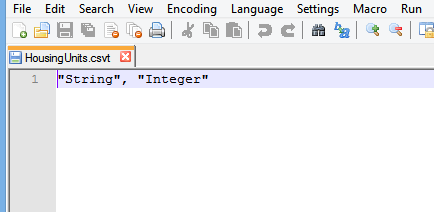 File Edit Search View Encoding Language Settings Macro Run
HousingUnits.csvt
1 "String", "Integer"